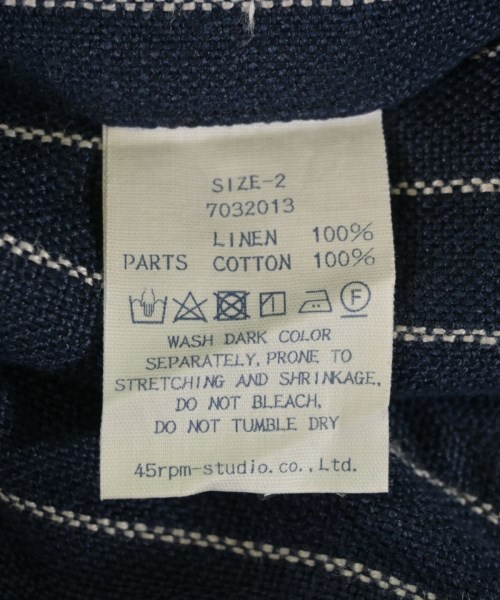 SIZE-2
7032013
LINEN 100%
PARTS COTTON 100%
F
WASH DARK COLOR
SEPARATELY, PRONE TO
STRETCHING AND SHRINKAGE,
DO NOT BLEACH,
DO NOT TUMBLE DRY
45rpm-studio.co.,Ltd.